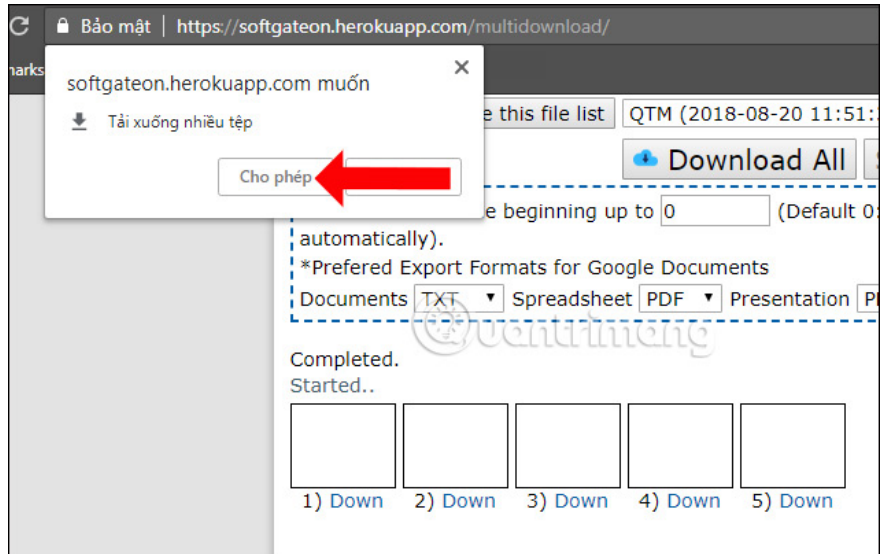 Bảo mật | https://softgateon.herokuapp.com/multidownload/
harks
softgateon.herokuapp.com muốn
Tải xuống nhiều tệp
Cho phép
this file list QTM (2018-08-20 11:51:
Download All
beginning up to 0 (Default 0:
automatically).
*Prefered Export Formats for Google Documents
Documents TXT Spreadsheet PDF Presentation
Quantrimang
Completed.
Started..
1) Down 2) Down 3) Down 4) Down 5) Down